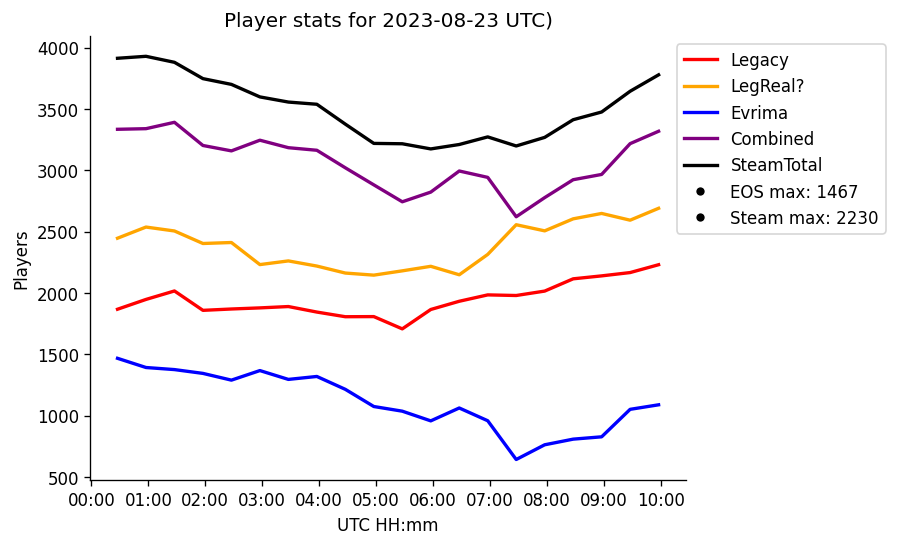 Player stats for 2023-08-23 UTC)
4000
3500
3000
2500
2000
1500
1000
500
Players
00:00 01:00 02:00 03:00 04:00 05:00 06:00 07:00 08:00 09:00 10:00
UTC HH:mm
Legacy
LegReal?
Evrima
Combined
SteamTotal
EOS max: 1467
Steam max: 2230